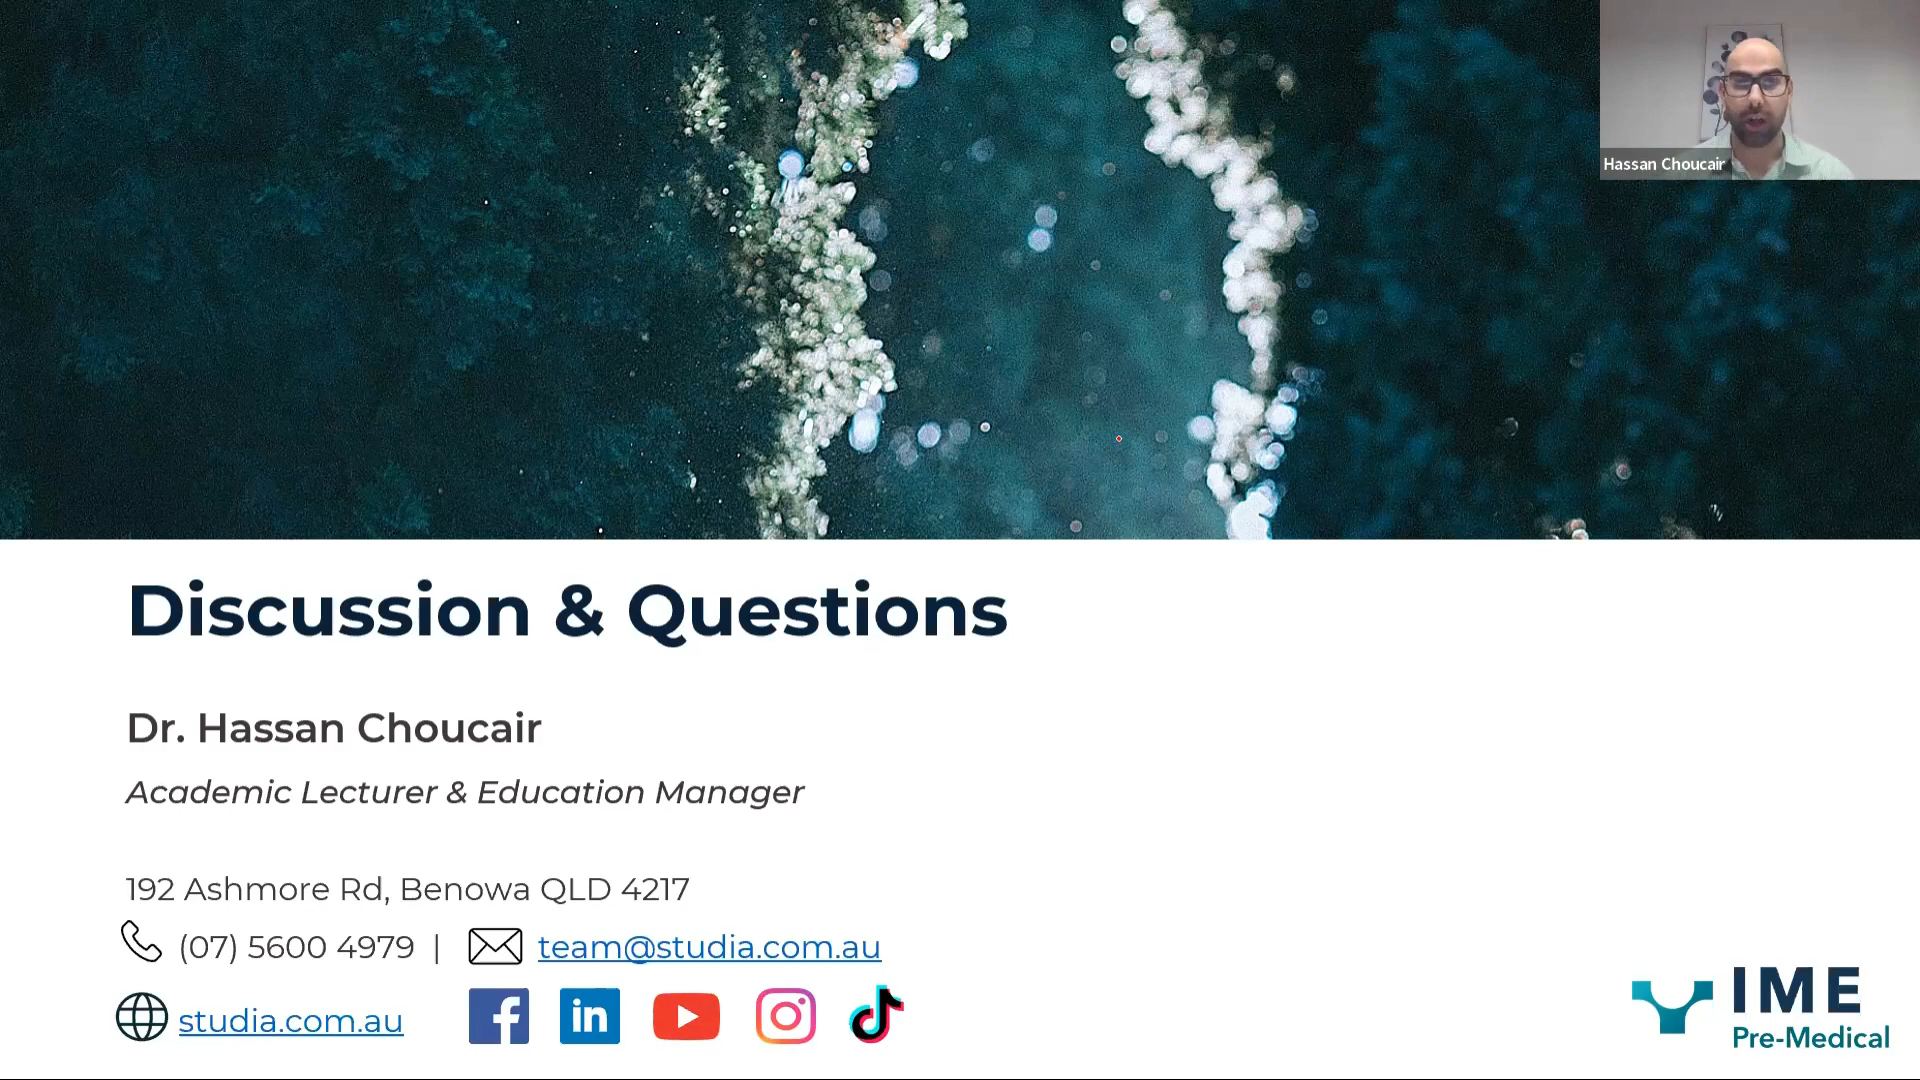 Hassan Choucair
Discussion & Questions
Dr. Hassan Choucair
Academic Lecturer & Education Manager
192 Ashmore Rd, Benowa QLD 4217
(07) 5600 4979 | team@studia.com.au
studia.com.au
in
IME
Pre-Medical